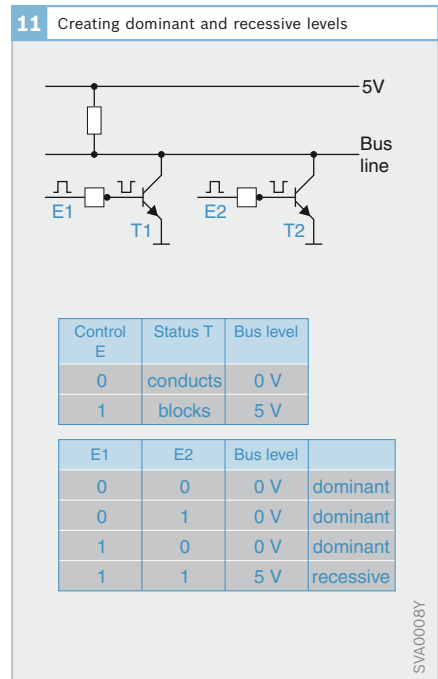 11 Creating dominant and recessive levels
5V
Bus
line
E1
E2
T1
T2
Control
E
Status T
Bus level
0 conducts 0 V
1 blocks 5 V
E1 E2 Bus level
0 0 0 V dominant
0 1 0 V dominant
1 0 0 V dominant
1 1 5 V recessive
SVA0008Y